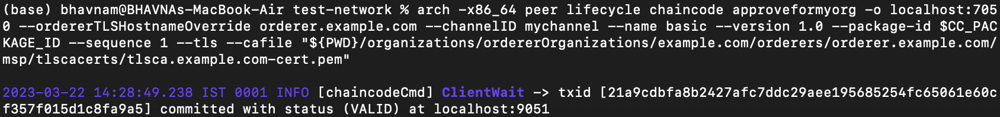 (base) bhavnam@BHAVNAs-MacBook-Air test-network % arch -x86_64 peer lifecycle chaincode approveformyorg -o localhost:705
0 --ordererTLSHostnameOverride orderer.example.com --channelID mychannel --name basic --version 1.0 --package-id $CC_PAC
KAGE_ID --sequence 1 --tls --cafile "${PWD}/organizations/ordererOrganizations/example.com/orderers/orderer.example.com/
msp/tlscacerts/tlsca.example.com-cert.pem"
2023-03-22 14:28:49.238 IST 0001 INFO [chaincodeCmd] ClientWait -> txid [21a9cdbfa8b2427afc7ddc29aee195685254fc65061e60c
f357f015d1c8fa9a5] committed with status (VALID) at localhost:9051